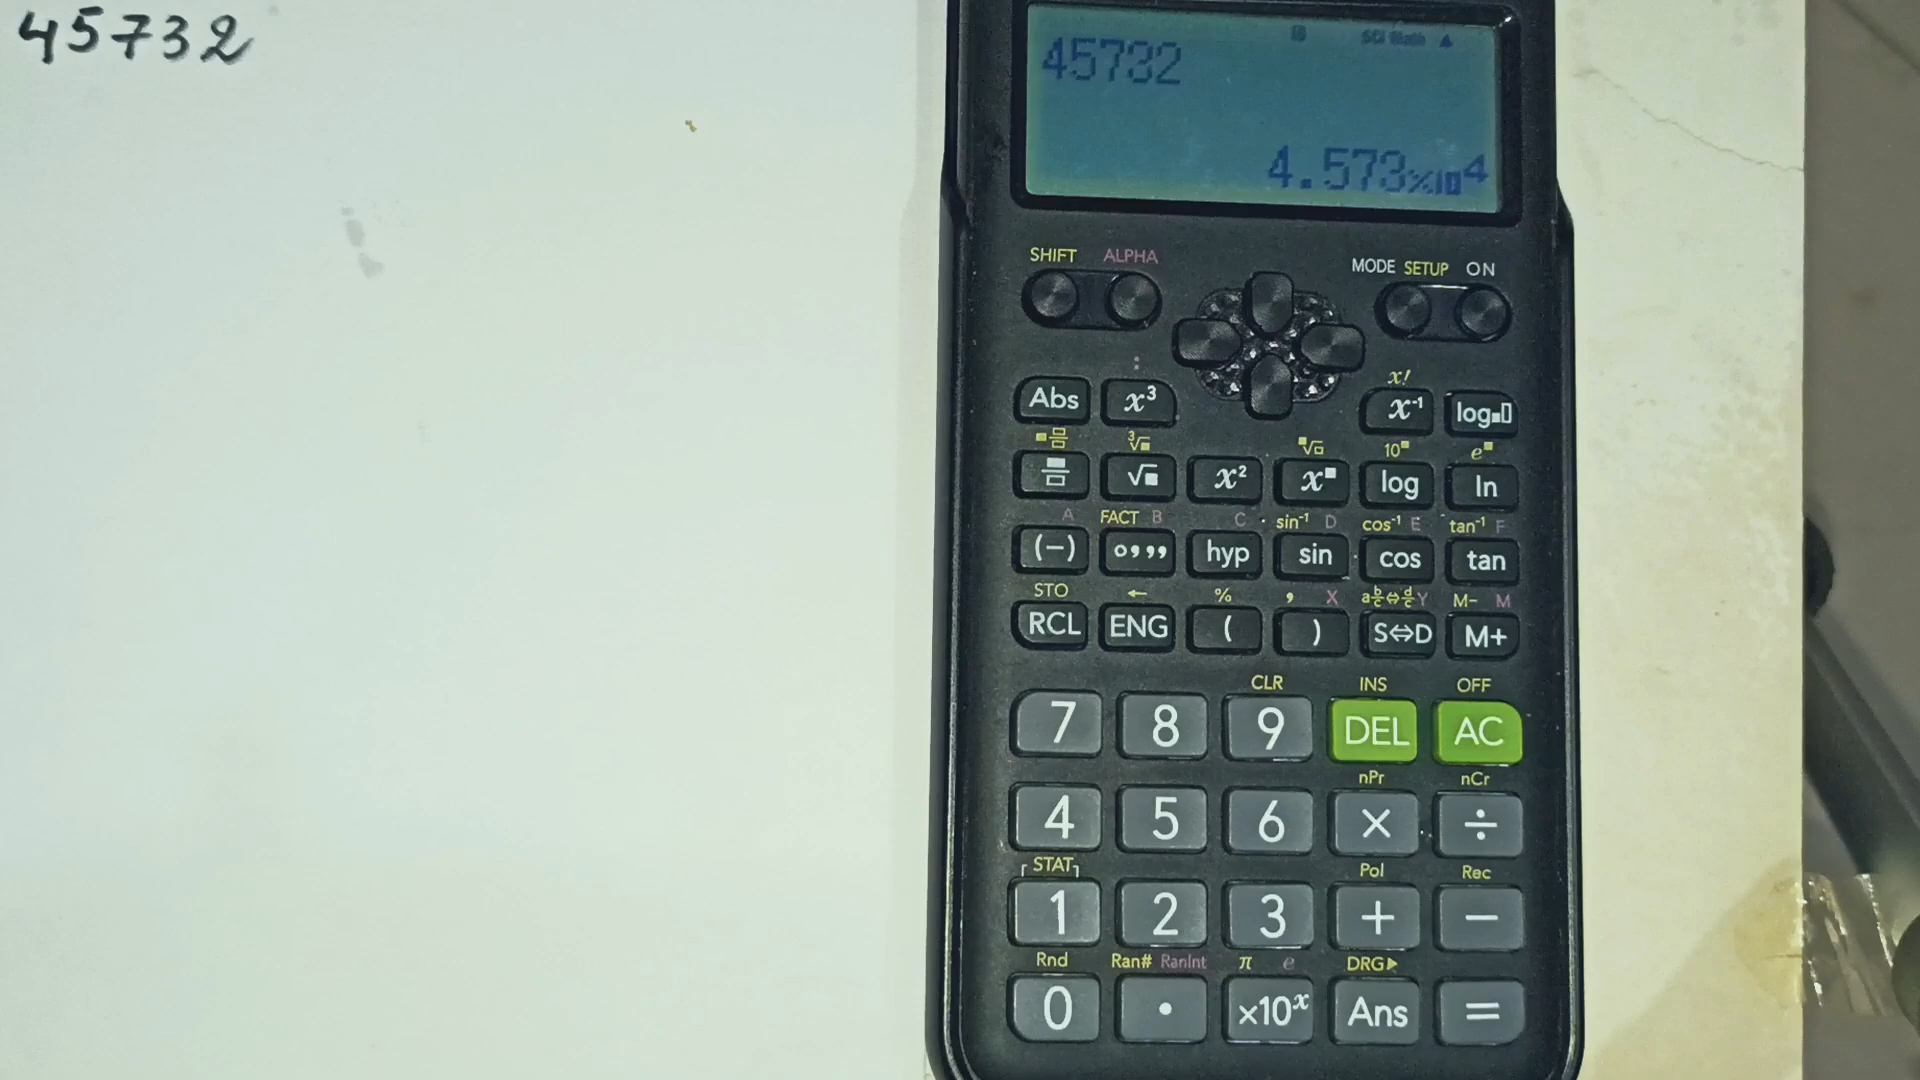 45732
SCI Math ▲
45732
4.573×10⁴
SHIFT ALPHA MODE SETUP ON
:
x!
Abs x³ x⁻¹ log▪▯
▪▯/▯ ³√▪ ▪√▯ 10▪ e▪
▪/▯ √▪ x² x▪ log ln
A FACT B C sin⁻¹ D cos⁻¹ E tan⁻¹ F
(−) °,,, hyp sin cos tan
STO ← % , X a b/c⇔d/c Y M− M
RCL ENG ( ) S⇔D M+
CLR INS OFF
7 8 9 DEL AC
nPr nCr
4 5 6 × ÷
STAT Pol Rec
1 2 3 + −
Rnd Ran# RanInt π e DRG▶
0 . ×10ˣ Ans =